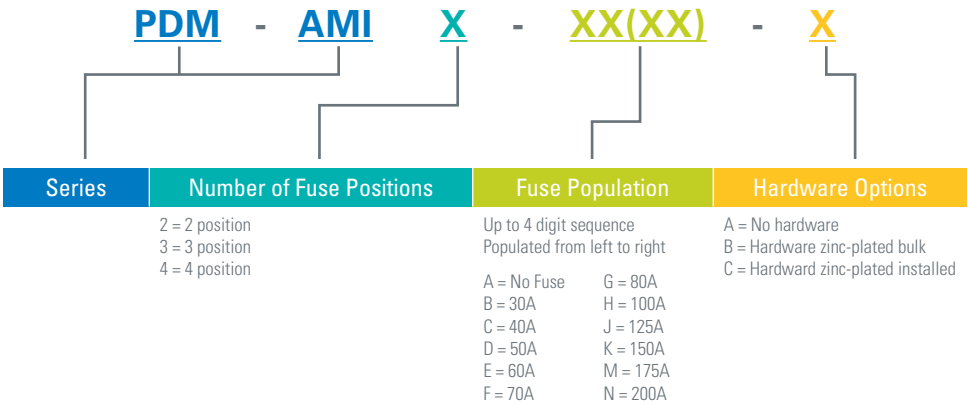 PDM - AMI X - XX(XX) - X
Series
Number of Fuse Positions
Fuse Population
Hardware Options
2 = 2 position
3 = 3 position
4 = 4 position
Up to 4 digit sequence
Populated from left to right
A = No Fuse
B = 30A
C = 40A
D = 50A
E = 60A
F = 70A
G = 80A
H = 100A
J = 125A
K = 150A
M = 175A
N = 200A
A = No hardware
B = Hardware zinc-plated bulk
C = Hardward zinc-plated installed